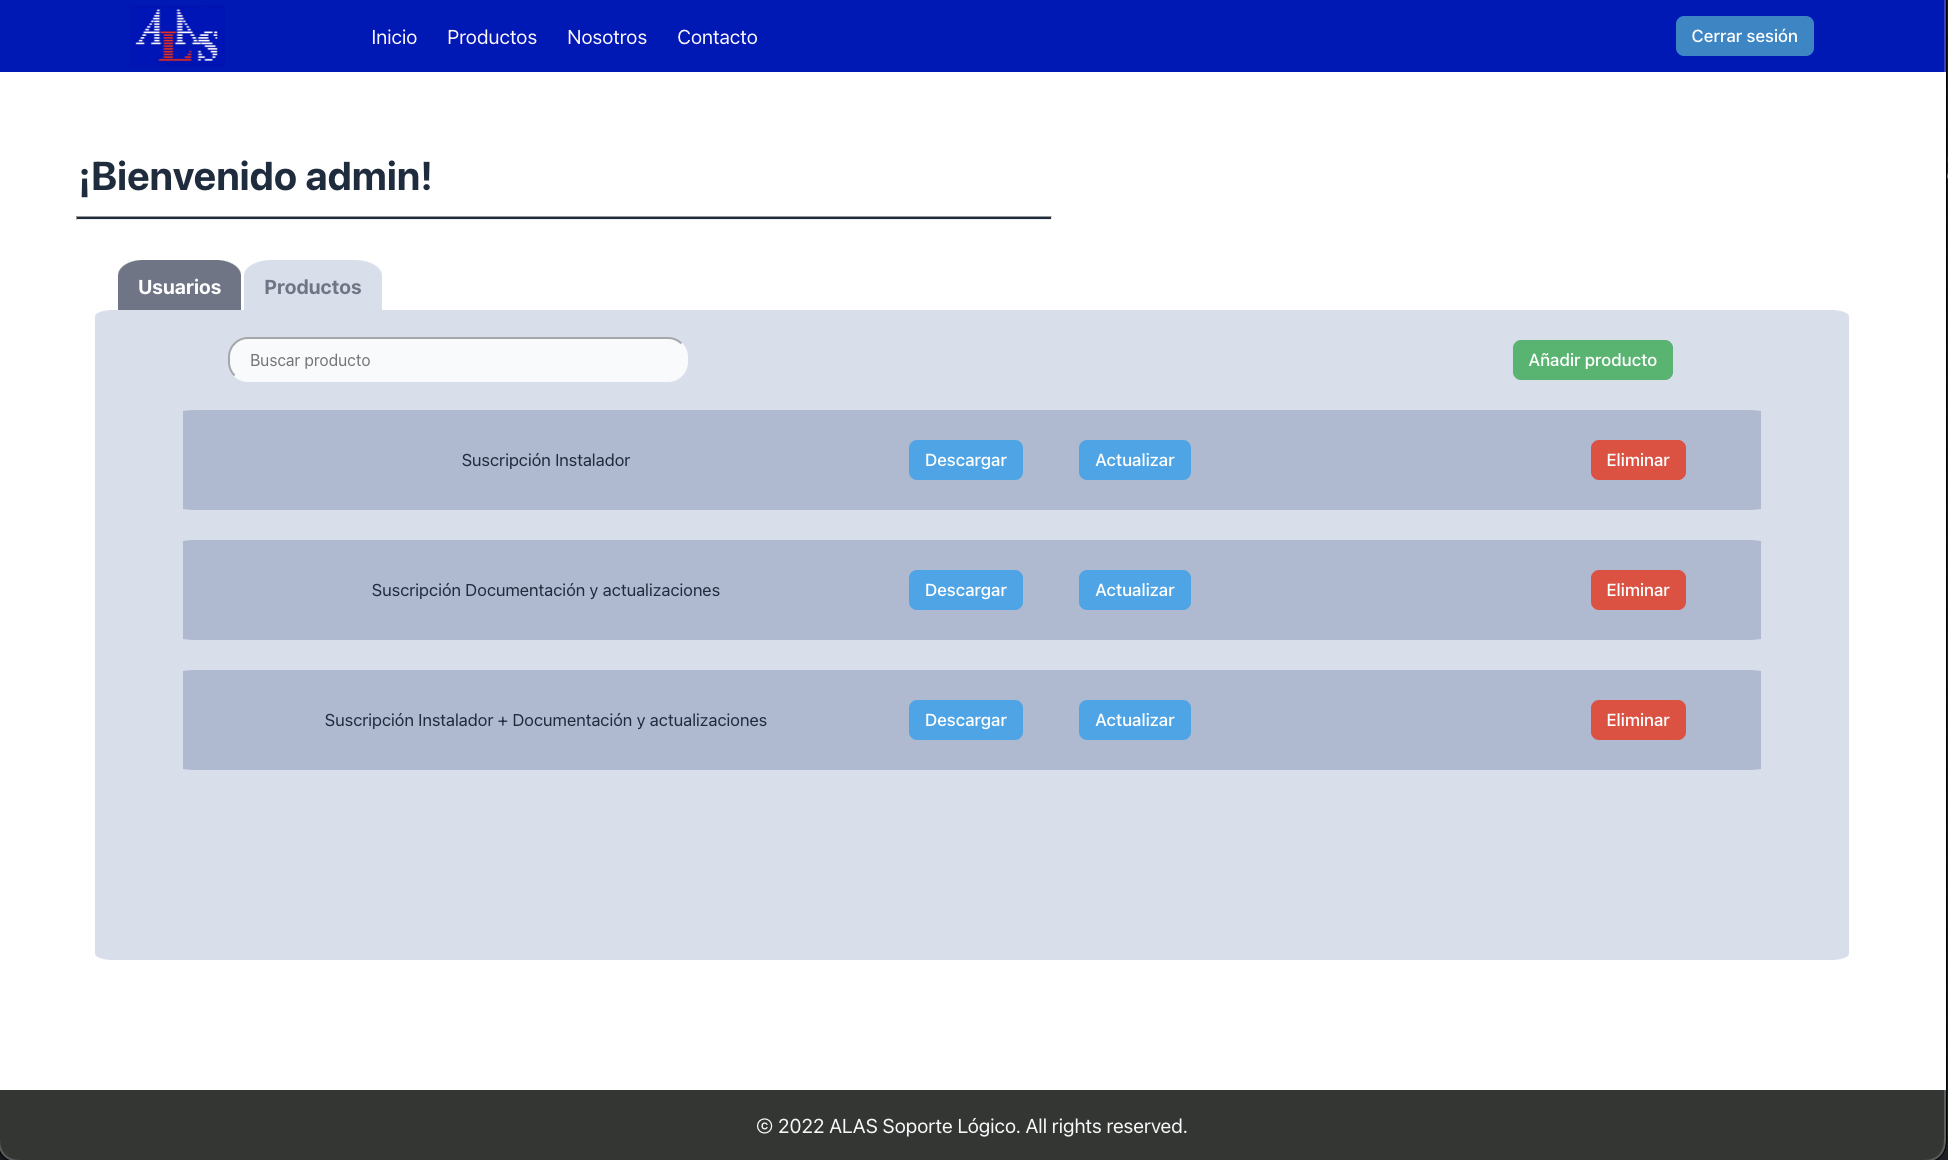 ALAS
Inicio Productos Nosotros Contacto
Cerrar sesión
¡Bienvenido admin!
Usuarios Productos
Buscar producto
Añadir producto
Suscripción Instalador Descargar Actualizar Eliminar
Suscripción Documentación y actualizaciones Descargar Actualizar Eliminar
Suscripción Instalador + Documentación y actualizaciones Descargar Actualizar Eliminar
© 2022 ALAS Soporte Lógico. All rights reserved.